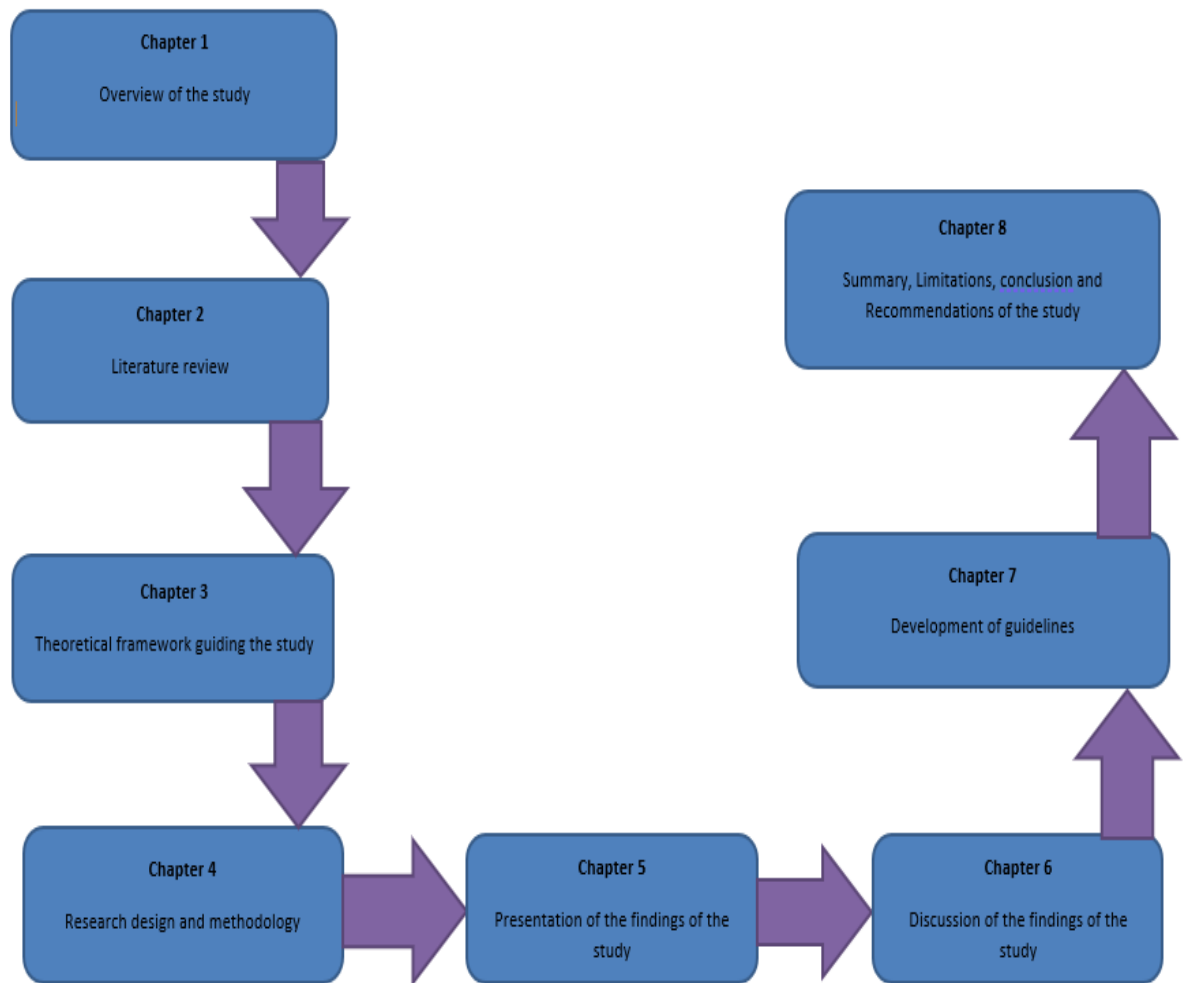 Chapter 1
Overview of the study
Chapter 2
Literature review
Chapter 3
Theoretical framework guiding the study
Chapter 4
Research design and methodology
Chapter 5
Presentation of the findings of the
study
Chapter 6
Discussion of the findings of the
study
Chapter 7
Development of guidelines
Chapter 8
Summary, Limitations, conclusion and
Recommendations of the study